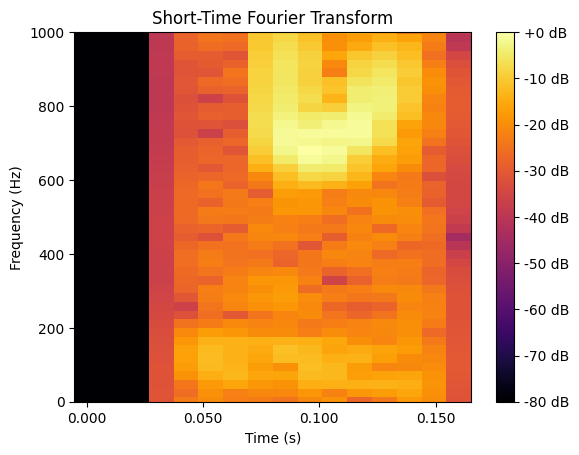 Short-Time Fourier Transform
Frequency (Hz)
1000
800
600
400
200
0
0.000
0.050
0.100
0.150
Time (s)
+0 dB
-10 dB
-20 dB
-30 dB
-40 dB
-50 dB
-60 dB
-70 dB
-80 dB